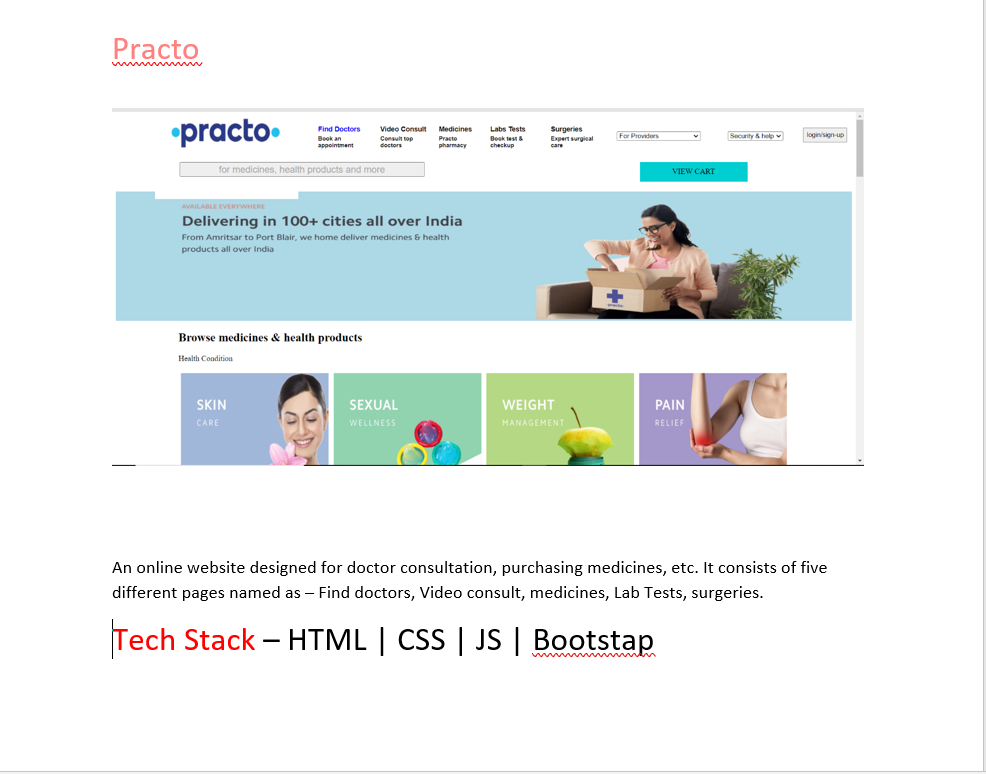 Practo
practo
Find Doctors
Book an
appointment
Video Consult
Consult top
doctors
Medicines
Practo
pharmacy
Labs Tests
Book test &
checkup
Surgeries
Expert surgical
care
For Providers
Security & help
login/sign-up
for medicines, health products and more
VIEW CART
AVAILABLE EVERYWHERE
Delivering in 100+ cities all over India
From Amritsar to Port Blair, we home deliver medicines & health
products all over India
practo
Browse medicines & health products
Health Condition
SKIN
CARE
SEXUAL
WELLNESS
WEIGHT
MANAGEMENT
PAIN
RELIEF
An online website designed for doctor consultation, purchasing medicines, etc. It consists of five
different pages named as – Find doctors, Video consult, medicines, Lab Tests, surgeries.
Tech Stack – HTML | CSS | JS | Bootstap